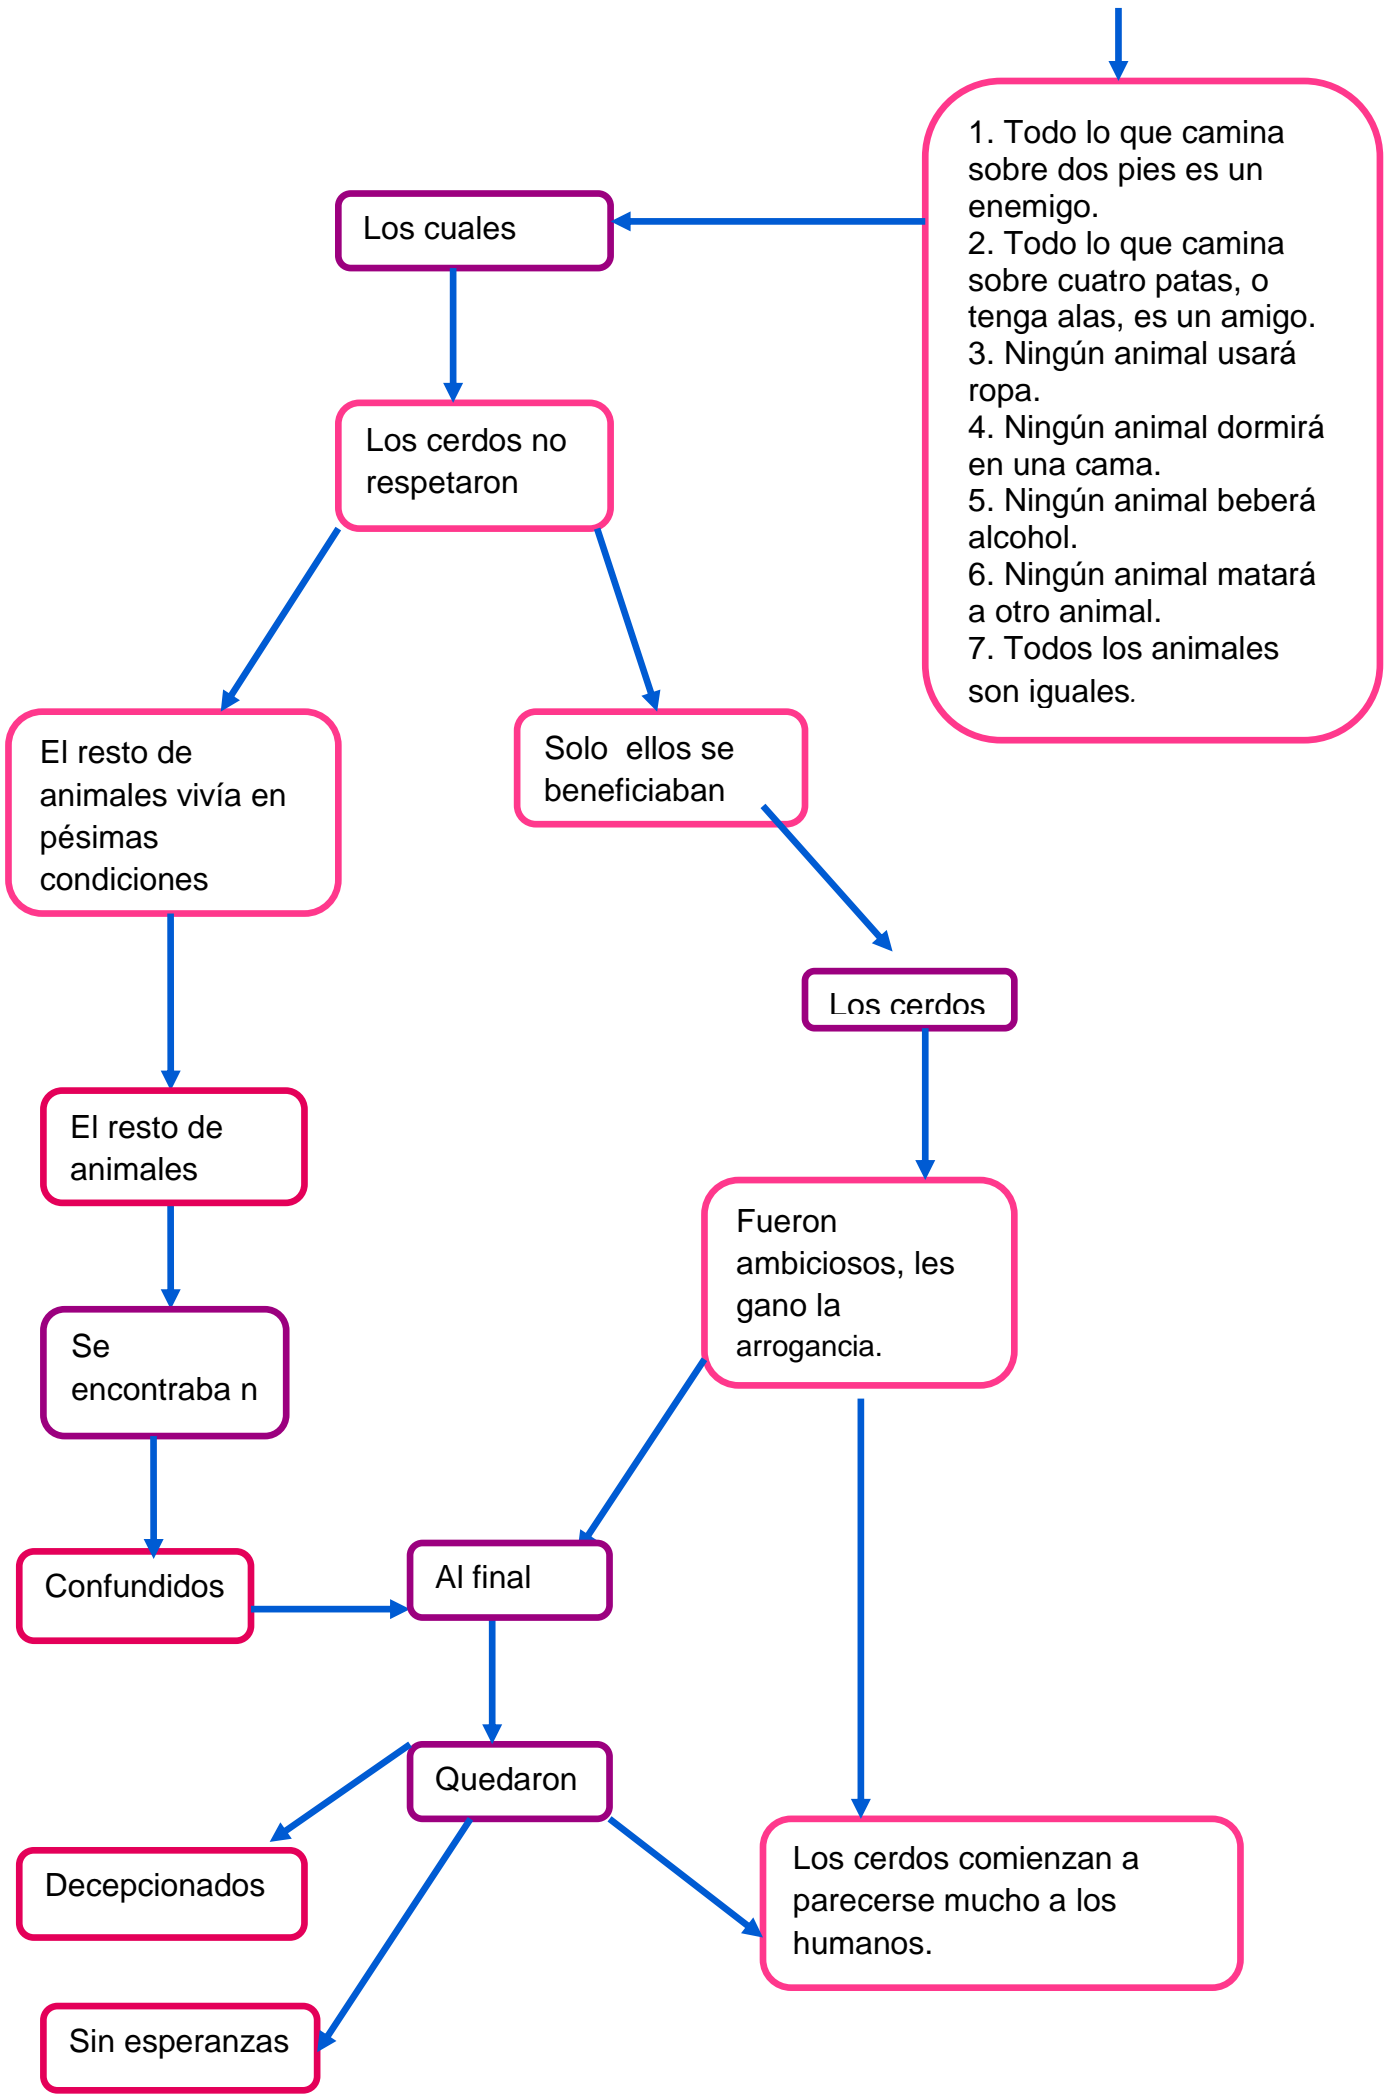 1. Todo lo que camina
sobre dos pies es un
enemigo.
2. Todo lo que camina
sobre cuatro patas, o
tenga alas, es un amigo.
3. Ningún animal usará
ropa.
4. Ningún animal dormirá
en una cama.
5. Ningún animal beberá
alcohol.
6. Ningún animal matará
a otro animal.
7. Todos los animales
son iguales.
Los cuales
Los cerdos no
respetaron
El resto de
animales vivía en
pésimas
condiciones
Solo  ellos se
beneficiaban
Los cerdos
El resto de
animales
Fueron
ambiciosos, les
gano la
arrogancia.
Se
encontraba n
Confundidos
Al final
Quedaron
Decepcionados
Los cerdos comienzan a
parecerse mucho a los
humanos.
Sin esperanzas